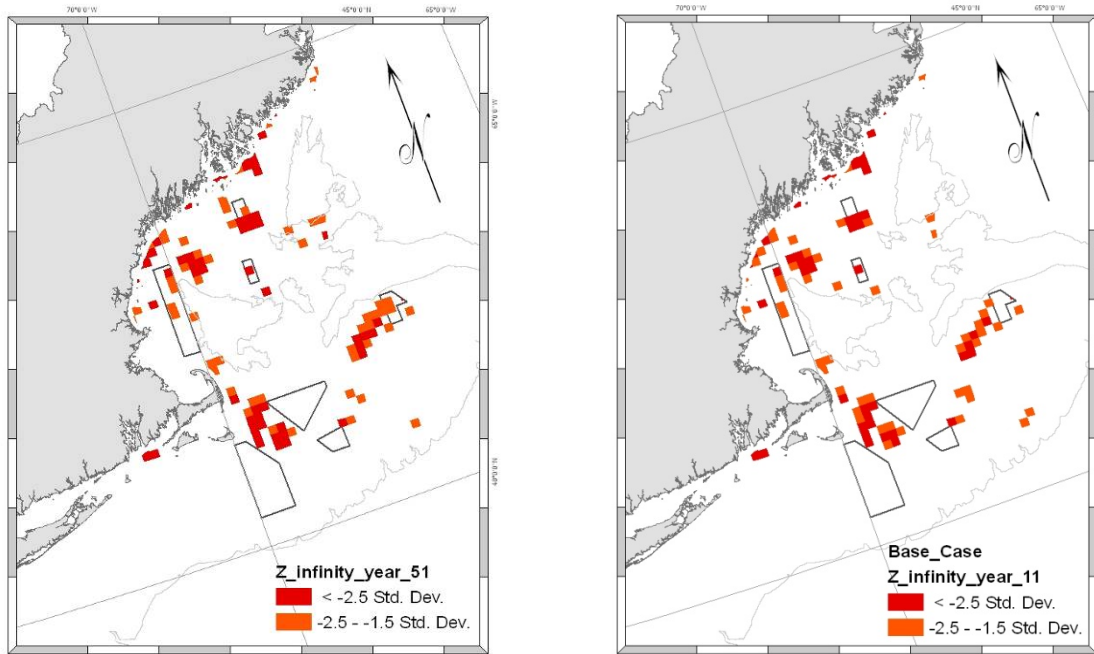 70°0'0"W 45°0'0"N 65°0'0"W
N
65°0'0"W
40°0'0"N
Z_infinity_year_51
< -2.5 Std. Dev.
-2.5 - -1.5 Std. Dev.
70°0'0"W 45°0'0"N 65°0'0"W
N
Base_Case
Z_infinity_year_11
< -2.5 Std. Dev.
-2.5 - -1.5 Std. Dev.